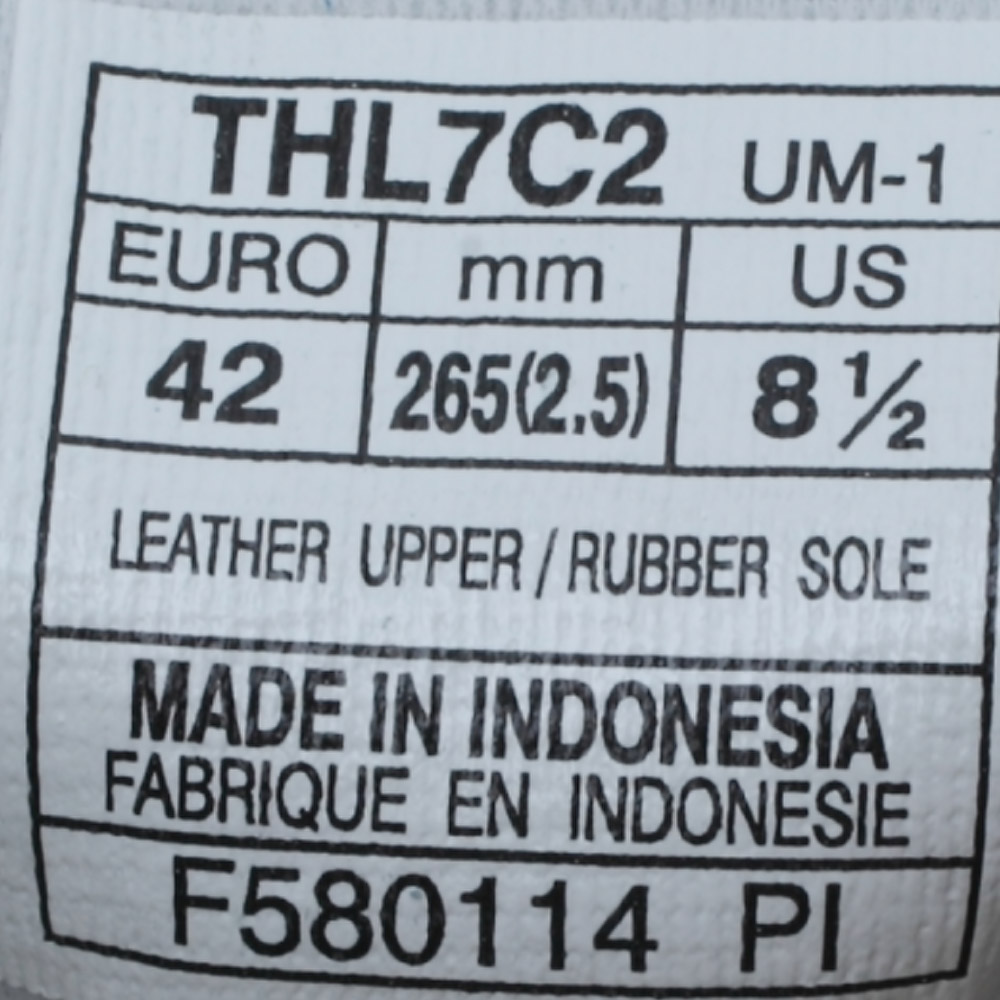 THL7C2 UM-1
EURO mm US
42 265(2.5) 8 ½
LEATHER UPPER / RUBBER SOLE
MADE IN INDONESIA
FABRIQUE EN INDONESIE
F580114 PI